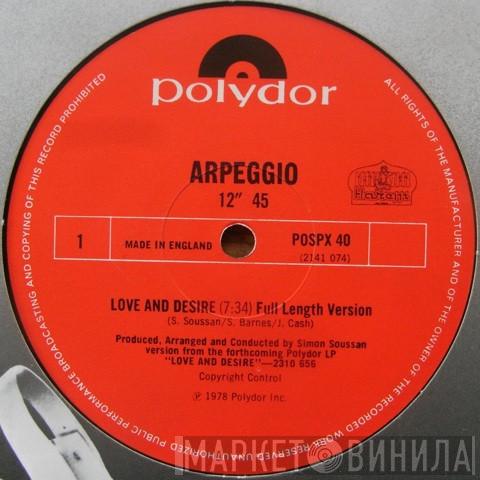 polydor
ARPEGGIO
12" 45
1
MADE IN ENGLAND
POSPX 40
(2141 074)
Harem
LOVE AND DESIRE (7:34) Full Length Version
(S. Soussan/S. Barnes/J. Cash)
Produced, Arranged and Conducted by Simon Soussan
version from the forthcoming Polydor LP
"LOVE AND DESIRE"—2310 656
Copyright Control
℗ 1978 Polydor Inc.
ALL RIGHTS OF THE MANUFACTURER AND OF THE OWNER OF THE RECORDED WORK RESERVED. UNAUTHORIZED PUBLIC PERFORMANCE BROADCASTING AND COPYING OF THIS RECORD PROHIBITED
МАРКЕТ ВИНИЛА